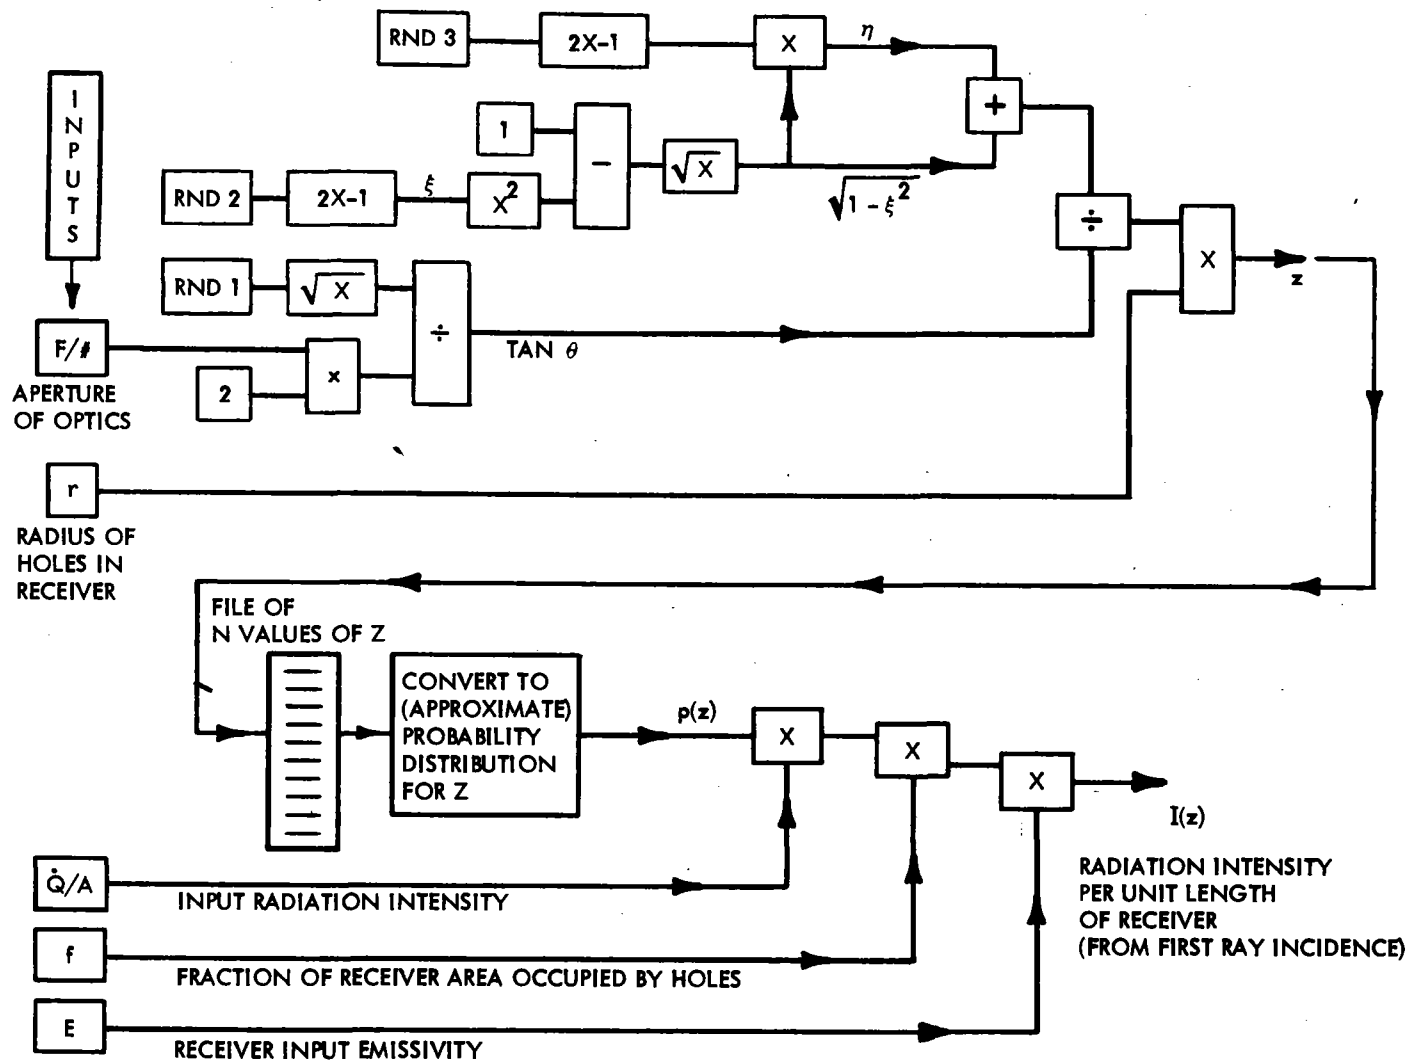 INPUTS
RND 3
2X-1
X
η
+
1
−
√X
√1 - ξ²
RND 2
2X-1
ξ
X²
÷
X
z
RND 1
√X
÷
TAN θ
F/#
2
x
APERTURE
OF OPTICS
r
RADIUS OF
HOLES IN
RECEIVER
FILE OF
N VALUES OF Z
CONVERT TO
(APPROXIMATE)
PROBABILITY
DISTRIBUTION
FOR Z
p(z)
X
X
X
I(z)
RADIATION INTENSITY
PER UNIT LENGTH
OF RECEIVER
(FROM FIRST RAY INCIDENCE)
Q̇/A
INPUT RADIATION INTENSITY
f
FRACTION OF RECEIVER AREA OCCUPIED BY HOLES
E
RECEIVER INPUT EMISSIVITY